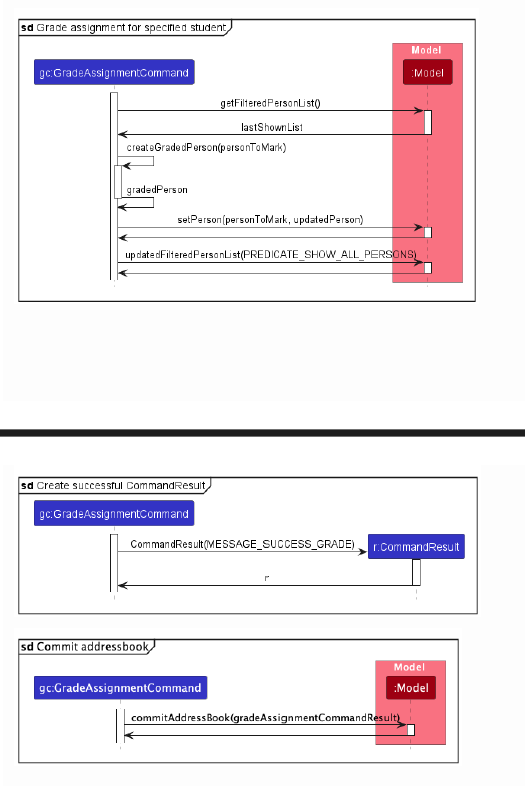 sd Grade assignment for specified student
Model
gc:GradeAssignmentCommand
:Model
getFilteredPersonList()
lastShownList
createGradedPerson(personToMark)
gradedPerson
setPerson(personToMark, updatedPerson)
updatedFilteredPersonList(PREDICATE_SHOW_ALL_PERSONS)
sd Create successful CommandResult
gc:GradeAssignmentCommand
CommandResult(MESSAGE_SUCCESS_GRADE)
r:CommandResult
r
sd Commit addressbook
Model
gc:GradeAssignmentCommand
:Model
commitAddressBook(gradeAssignmentCommandResult)